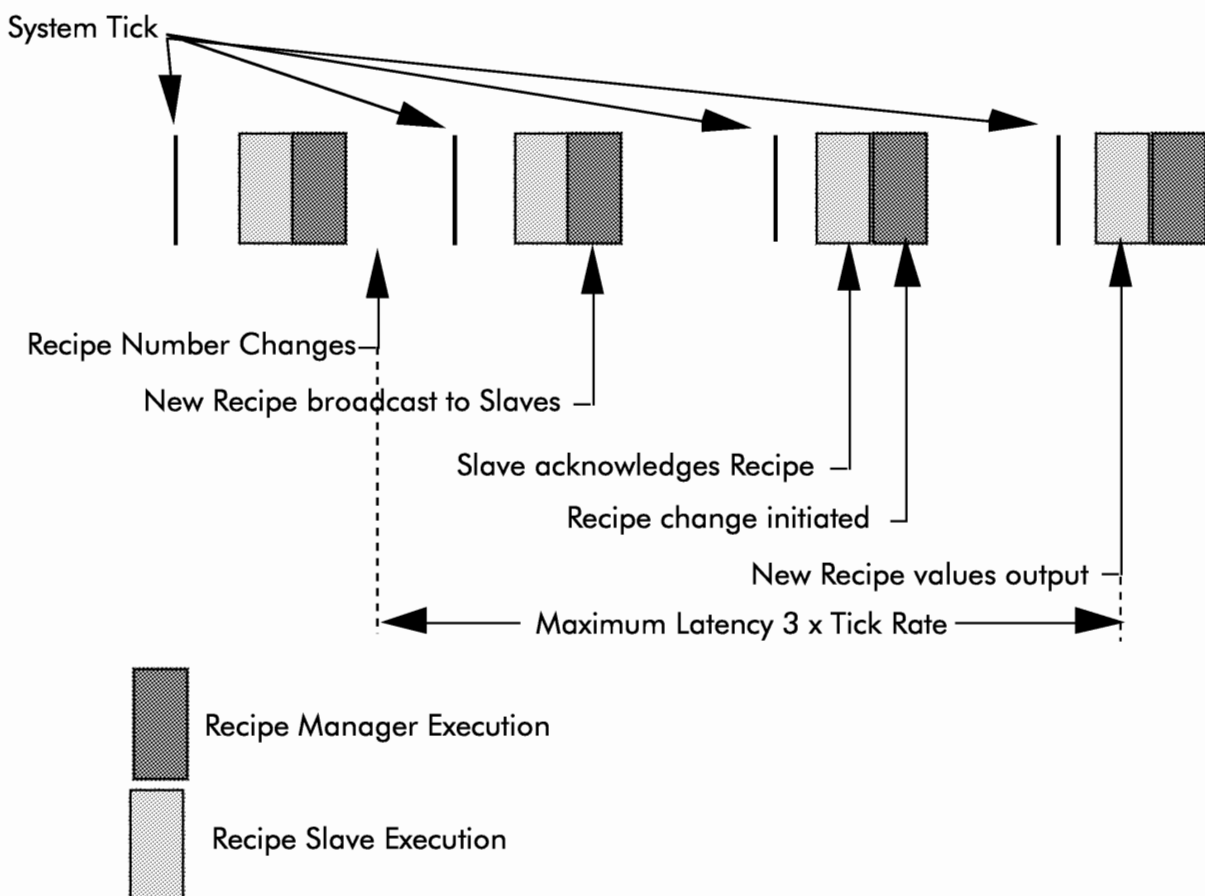 System Tick
Recipe Number Changes
New Recipe broadcast to Slaves
Slave acknowledges Recipe
Recipe change initiated
New Recipe values output
Maximum Latency 3 x Tick Rate
Recipe Manager Execution
Recipe Slave Execution